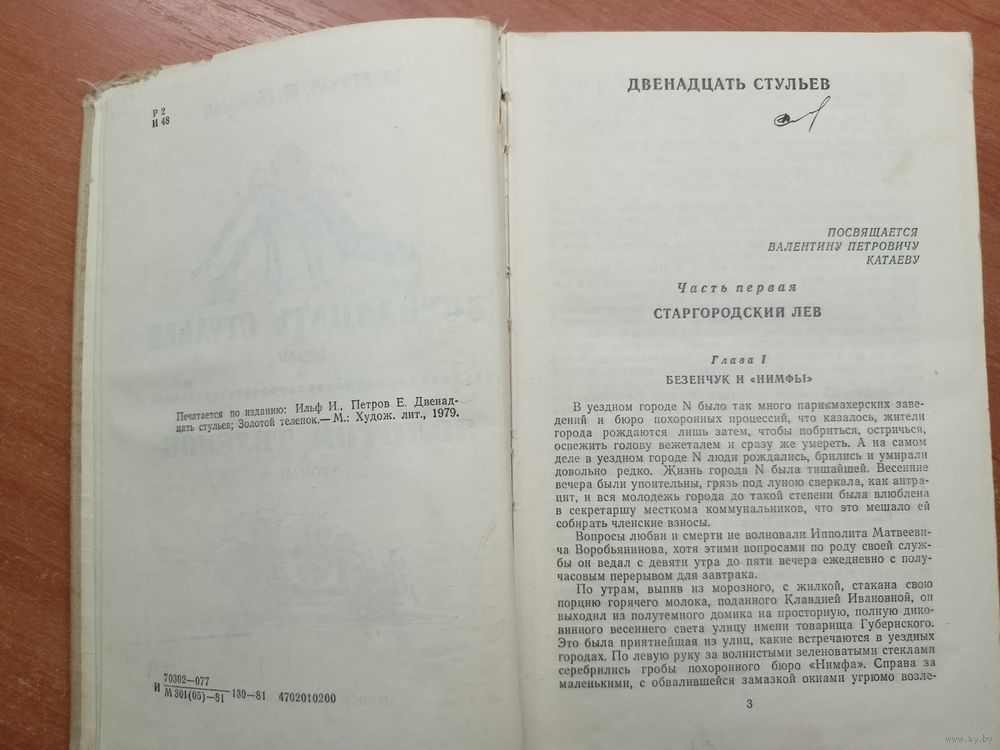 Р 2
И 48
Печатается по изданию: Ильф И., Петров Е. Двенад-
цать стульев; Золотой теленок.— М.: Худож. лит., 1979.
70302—077
И М 301(05)—81 139—81 4702010200
ДВЕНАДЦАТЬ СТУЛЬЕВ
ПОСВЯЩАЕТСЯ
ВАЛЕНТИНУ ПЕТРОВИЧУ
КАТАЕВУ
Часть первая
СТАРГОРОДСКИЙ ЛЕВ
Глава I
БЕЗЕНЧУК И «НИМФЫ»
В уездном городе N было так много парикмахерских заве-
дений и бюро похоронных процессий, что казалось, жители
города рождаются лишь затем, чтобы побриться, остричься,
освежить голову вежеталем и сразу же умереть. А на самом
деле в уездном городе N люди рождались, брились и умирали
довольно редко. Жизнь города N была тишайшей. Весенние
вечера были упоительны, грязь под луною сверкала, как антра-
цит, и вся молодежь города до такой степени была влюблена
в секретаршу месткома коммунальников, что это мешало ей
собирать членские взносы.
Вопросы любви и смерти не волновали Ипполита Матвееви-
ча Воробьянинова, хотя этими вопросами по роду своей служ-
бы он ведал с девяти утра до пяти вечера ежедневно с полу-
часовым перерывом для завтрака.
По утрам, выпив из морозного, с жилкой, стакана свою
порцию горячего молока, поданного Клавдией Ивановной, он
выходил из полутемного домика на просторную, полную дико-
винного весеннего света улицу имени товарища Губернского.
Это была приятнейшая из улиц, какие встречаются в уездных
городах. По левую руку за волнистыми зеленоватыми стеклами
серебрились гробы похоронного бюро «Нимфа». Справа за
маленькими, с обвалившейся замазкой окнами угрюмо возле-
3
www.ay.by